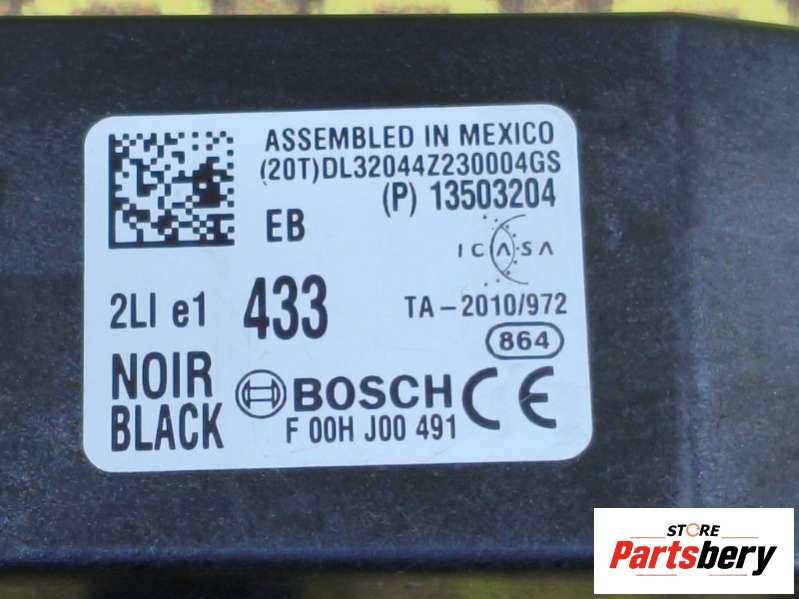 ASSEMBLED IN MEXICO
(20T)DL32044Z230004GS
(P) 13503204
EB
ICASA
2LI e1 433 TA-2010/972
864
NOIR
BLACK
BOSCH CE
F 00H J00 491
STORE
Partsbery